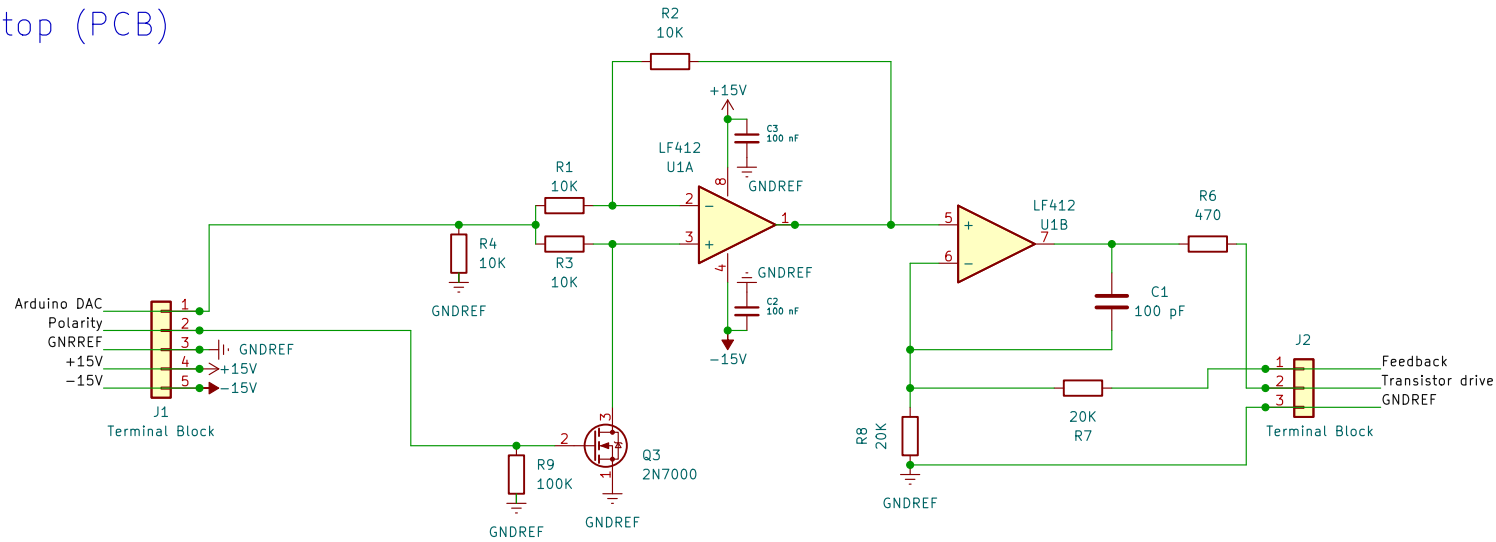 top (PCB)
R2
10K
+15V
C3
100 nF
LF412
U1A
8
GNDREF
R1
10K
2
−
3
+
1
4
R3
10K
R4
10K
GNDREF
GNDREF
C2
100 nF
-15V
LF412
U1B
5
+
6
−
7
R6
470
C1
100 pF
Arduino DAC
Polarity
GNRREF
+15V
-15V
1
2
3
4
5
GNDREF
+15V
-15V
J1
Terminal Block
J2
1
2
3
Feedback
Transistor drive
GNDREF
Terminal Block
20K
R7
R8
20K
GNDREF
2
3
1
Q3
2N7000
R9
100K
GNDREF
GNDREF